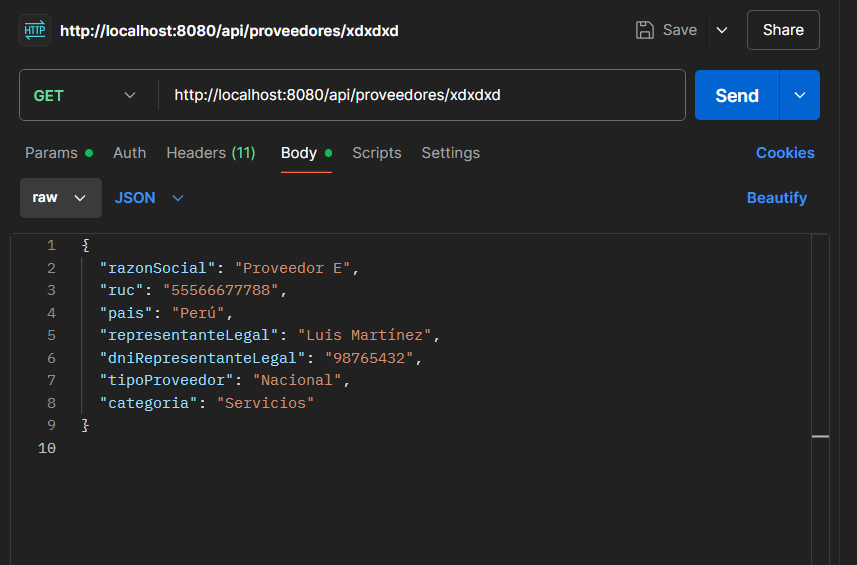 HTTP http://localhost:8080/api/proveedores/xdxdxd Save Share
GET http://localhost:8080/api/proveedores/xdxdxd Send
Params Auth Headers (11) Body Scripts Settings Cookies
raw JSON Beautify
1 {
2 "razonSocial": "Proveedor E",
3 "ruc": "55566677788",
4 "pais": "Perú",
5 "representanteLegal": "Luis Martínez",
6 "dniRepresentanteLegal": "98765432",
7 "tipoProveedor": "Nacional",
8 "categoria": "Servicios"
9 }
10